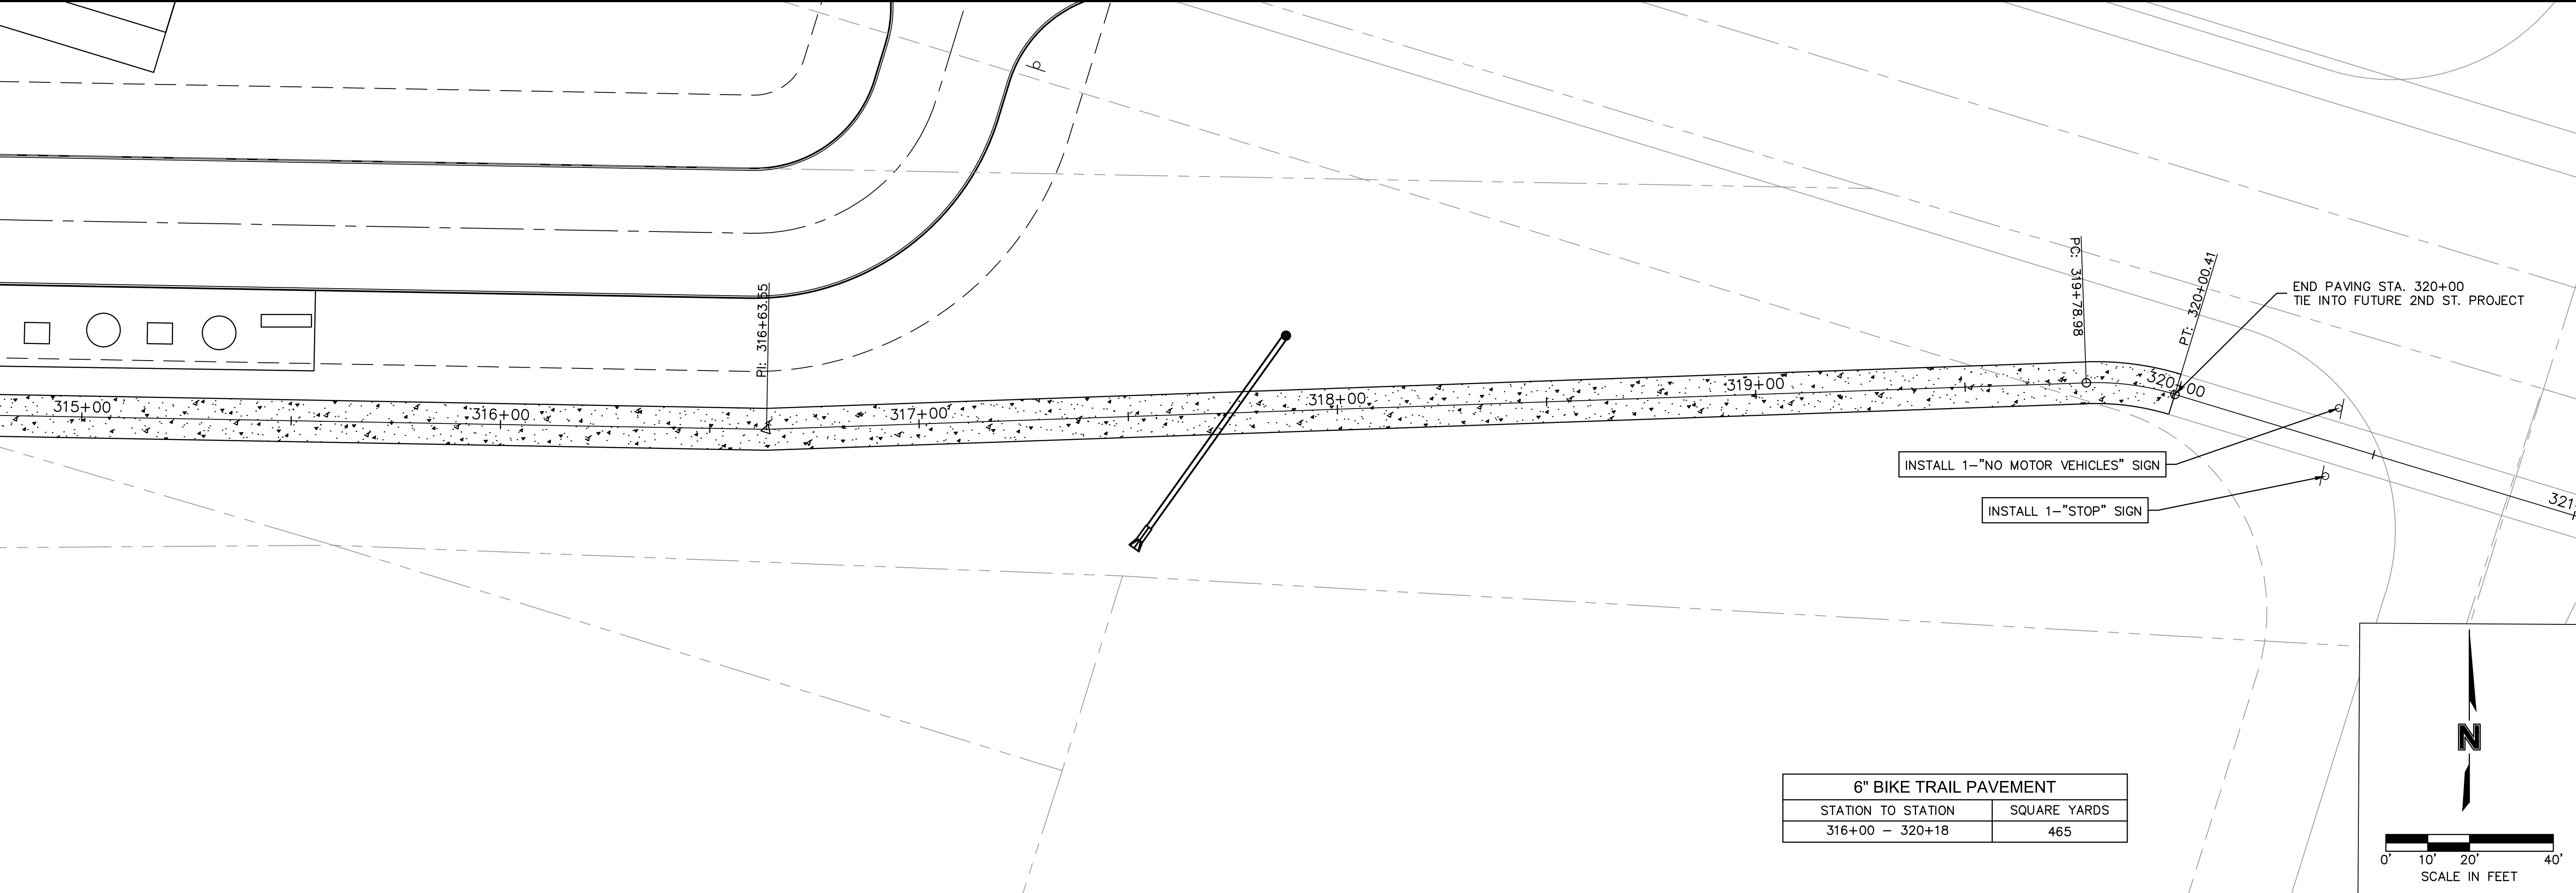 PI: 316+63.55
PC: 319+78.98
PT: 320+00.41
END PAVING STA. 320+00
TIE INTO FUTURE 2ND ST. PROJECT
315+00
316+00
317+00
318+00
319+00
320+00
INSTALL 1-"NO MOTOR VEHICLES" SIGN
INSTALL 1-"STOP" SIGN
321
6" BIKE TRAIL PAVEMENT
STATION TO STATION SQUARE YARDS
316+00 - 320+18 465
N
0' 10' 20' 40'
SCALE IN FEET